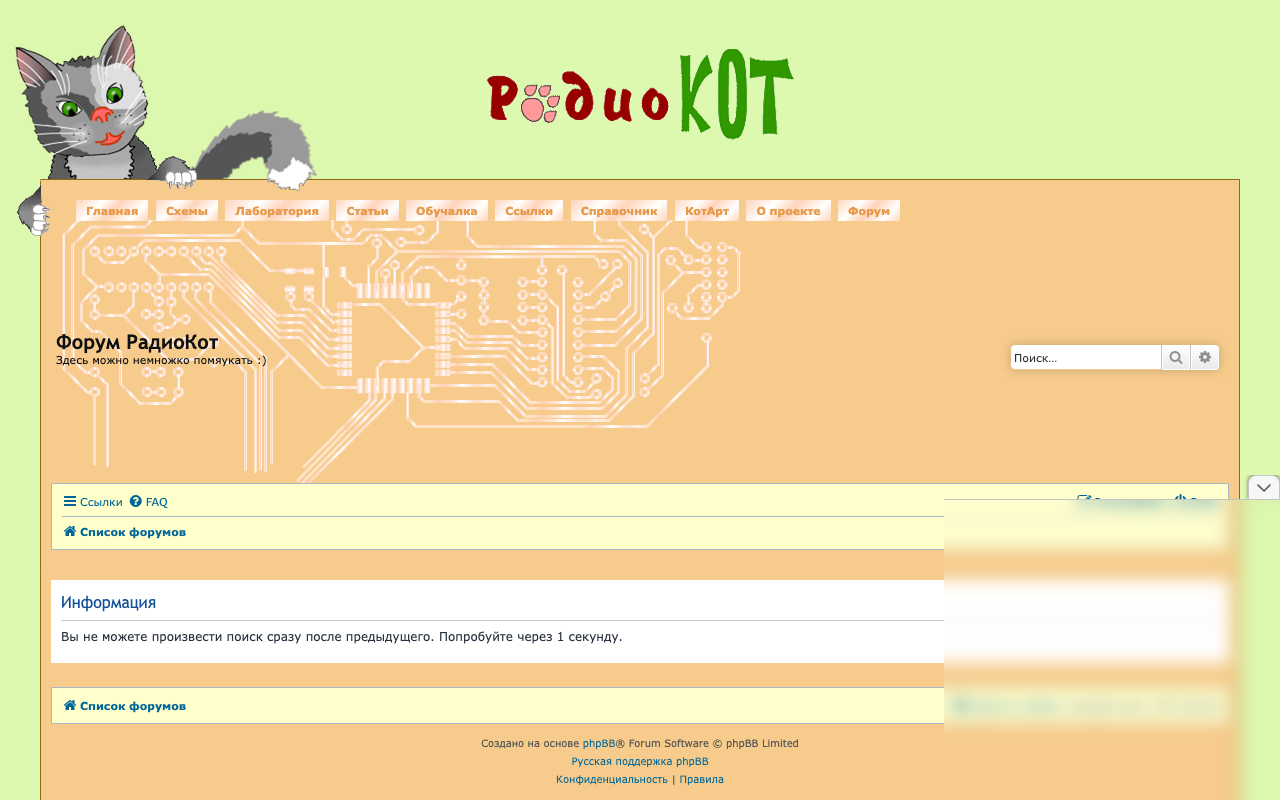 РадиоКОТ
Главная Схемы Лаборатория Статьи Обучалка Ссылки Справочник КотАрт О проекте Форум
Форум РадиоКот
Здесь можно немножко помяукать :)
Поиск…
Ссылки FAQ
Список форумов
Информация
Вы не можете произвести поиск сразу после предыдущего. Попробуйте через 1 секунду.
Список форумов
Создано на основе phpBB® Forum Software © phpBB Limited
Русская поддержка phpBB
Конфиденциальность | Правила